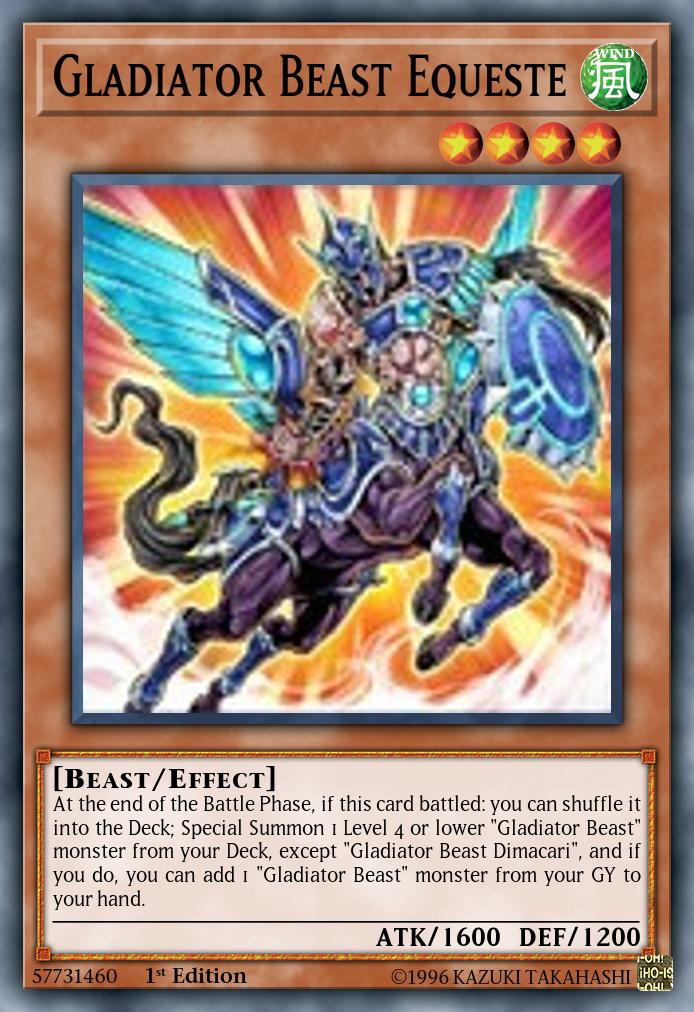 Gladiator Beast Equeste
WIND
風
[Beast/Effect]
At the end of the Battle Phase, if this card battled: you can shuffle it
into the Deck; Special Summon 1 Level 4 or lower "Gladiator Beast"
monster from your Deck, except "Gladiator Beast Dimacari", and if
you do, you can add 1 "Gladiator Beast" monster from your GY to
your hand.
ATK/1600 DEF/1200
57731460 1st Edition ©1996 KAZUKI TAKAHASHI